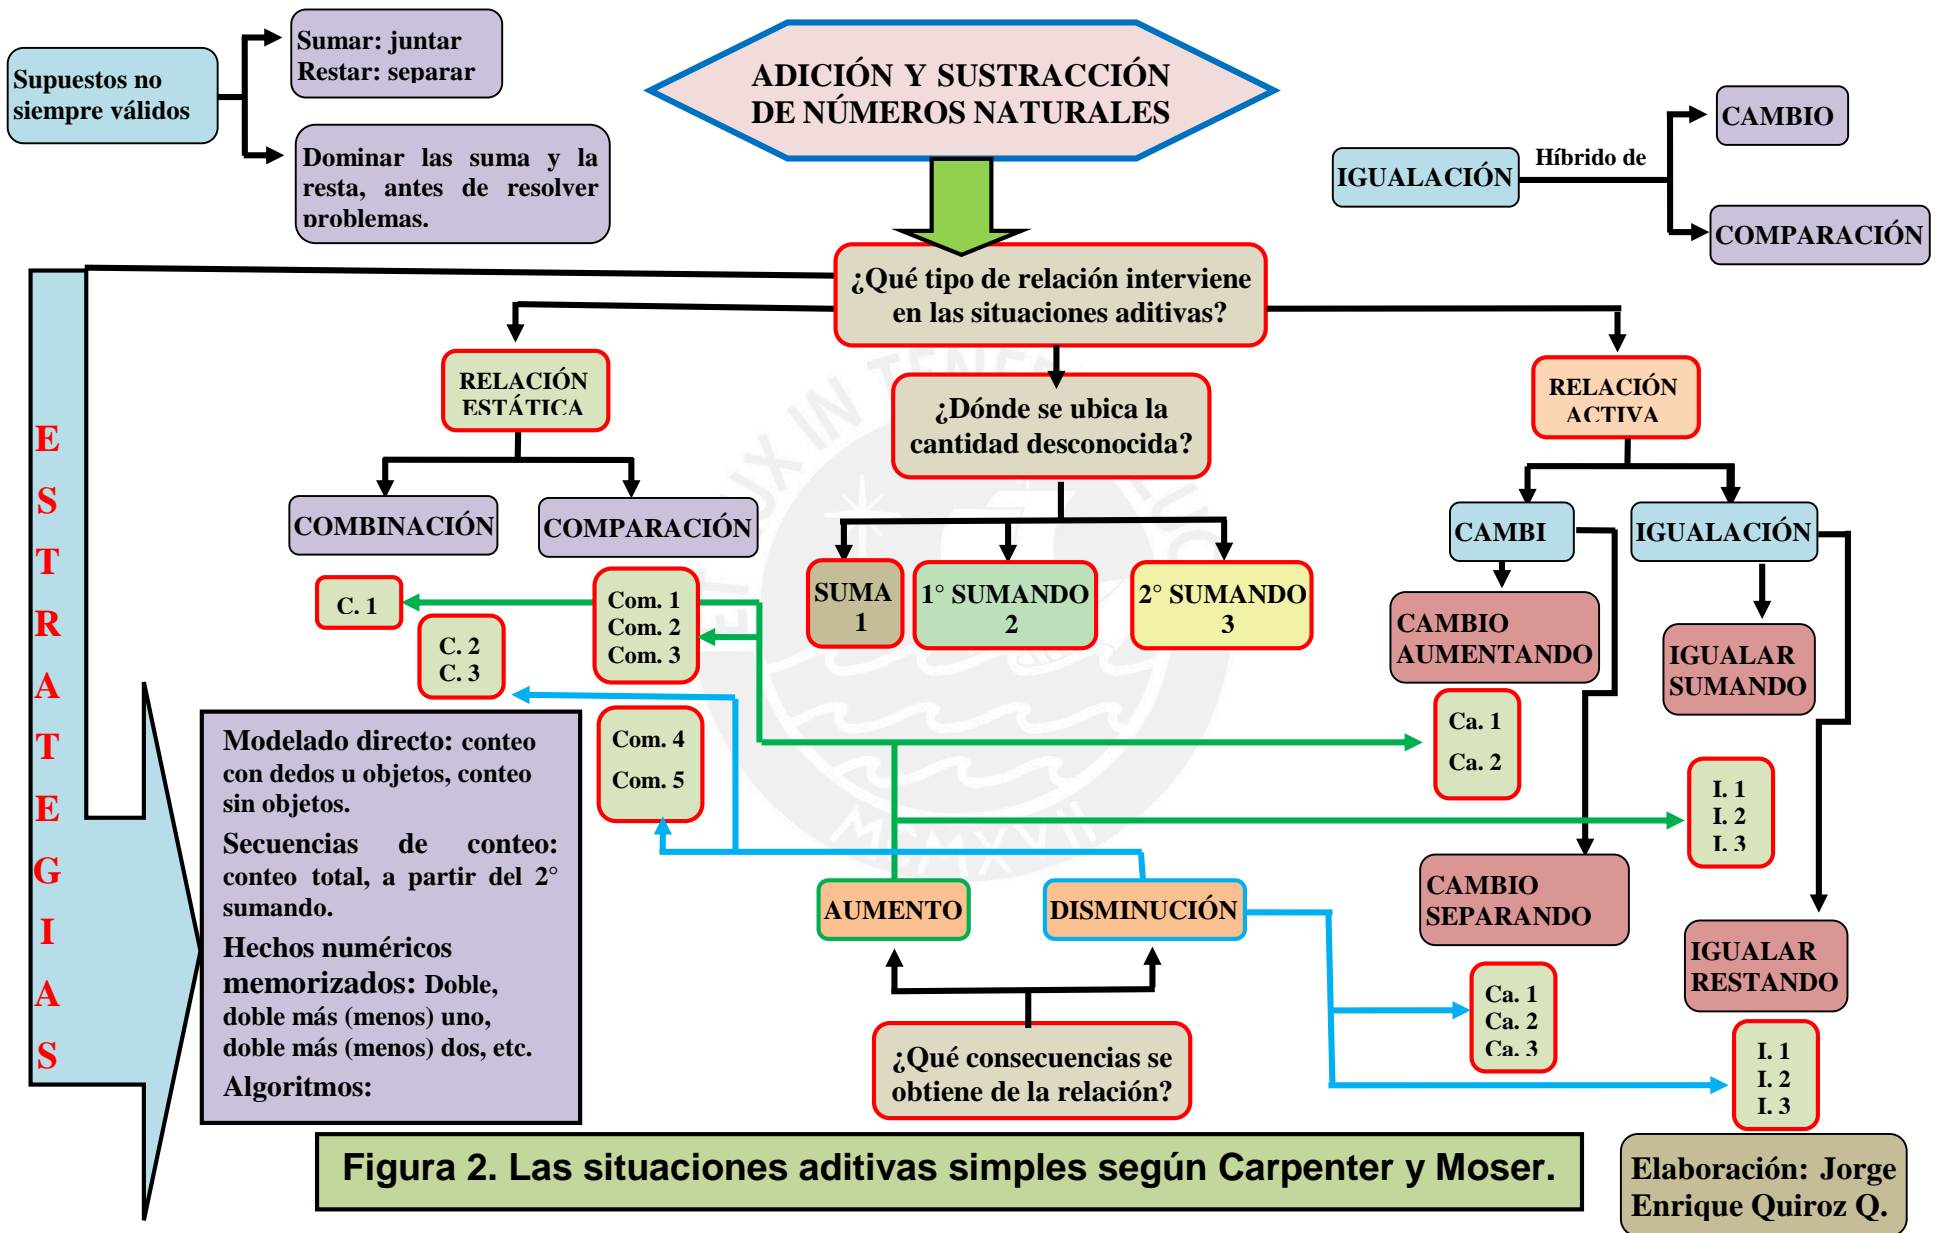 Supuestos no
siempre válidos
Sumar: juntar
Restar: separar
Dominar las suma y la
resta, antes de resolver
problemas.
ADICIÓN Y SUSTRACCIÓN
DE NÚMEROS NATURALES
IGUALACIÓN
Híbrido de
CAMBIO
COMPARACIÓN
¿Qué tipo de relación interviene
en las situaciones aditivas?
RELACIÓN
ESTÁTICA
¿Dónde se ubica la
cantidad desconocida?
RELACIÓN
ACTIVA
COMBINACIÓN
COMPARACIÓN
CAMBI
IGUALACIÓN
SUMA
1
1° SUMANDO
2
2° SUMANDO
3
C. 1
C. 2
C. 3
Com. 1
Com. 2
Com. 3
Com. 4
Com. 5
CAMBIO
AUMENTANDO
IGUALAR
SUMANDO
Ca. 1
Ca. 2
I. 1
I. 2
I. 3
CAMBIO
SEPARANDO
IGUALAR
RESTANDO
Ca. 1
Ca. 2
Ca. 3
I. 1
I. 2
I. 3
AUMENTO
DISMINUCIÓN
¿Qué consecuencias se
obtiene de la relación?
E
S
T
R
A
T
E
G
I
A
S
Modelado directo: conteo
con dedos u objetos, conteo
sin objetos.
Secuencias de conteo:
conteo total, a partir del 2°
sumando.
Hechos numéricos
memorizados: Doble,
doble más (menos) uno,
doble más (menos) dos, etc.
Algoritmos:
Figura 2. Las situaciones aditivas simples según Carpenter y Moser.
Elaboración: Jorge
Enrique Quiroz Q.
MCMXVII